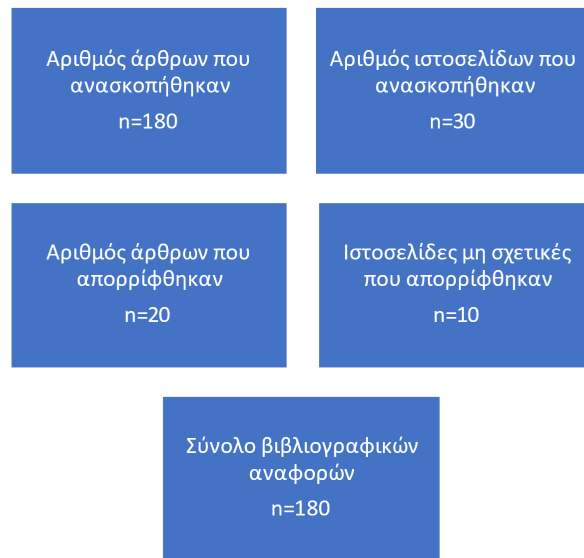 Αριθμός άρθρων που
ανασκοπήθηκαν
n=180
Αριθμός ιστοσελίδων που
ανασκοπήθηκαν
n=30
Αριθμός άρθρων που
απορρίφθηκαν
n=20
Ιστοσελίδες μη σχετικές
που απορρίφθηκαν
n=10
Σύνολο βιβλιογραφικών
αναφορών
n=180